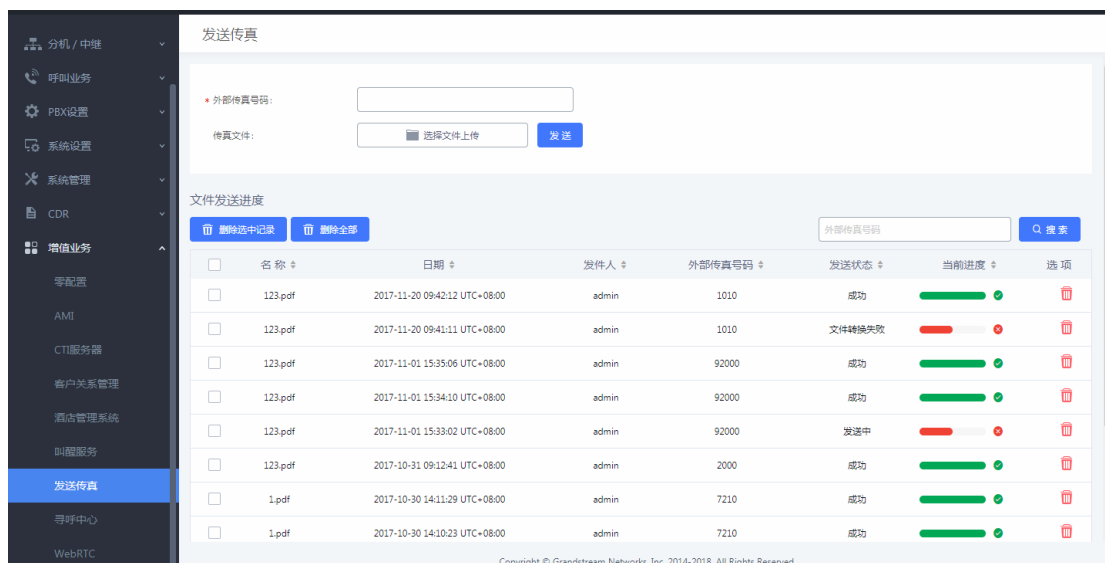 分机 / 中继
呼叫业务
PBX设置
系统设置
系统管理
CDR
增值业务
零配置
AMI
CTI服务器
客户关系管理
酒店管理系统
叫醒服务
发送传真
寻呼中心
WebRTC
发送传真
* 外部传真号码:
传真文件: 选择文件上传 发 送
文件发送进度
删除选中记录 删除全部 外部传真号码 搜 索
名 称 日期 发件人 外部传真号码 发送状态 当前进度 选 项
123.pdf 2017-11-20 09:42:12 UTC+08:00 admin 1010 成功
123.pdf 2017-11-20 09:41:11 UTC+08:00 admin 1010 文件转换失败
123.pdf 2017-11-01 15:35:06 UTC+08:00 admin 92000 成功
123.pdf 2017-11-01 15:34:10 UTC+08:00 admin 92000 成功
123.pdf 2017-11-01 15:33:02 UTC+08:00 admin 92000 发送中
123.pdf 2017-10-31 09:12:41 UTC+08:00 admin 2000 成功
1.pdf 2017-10-30 14:11:29 UTC+08:00 admin 7210 成功
1.pdf 2017-10-30 14:10:23 UTC+08:00 admin 7210 成功
Copyright © Grandstream Networks, Inc. 2014-2018. All Rights Reserved.